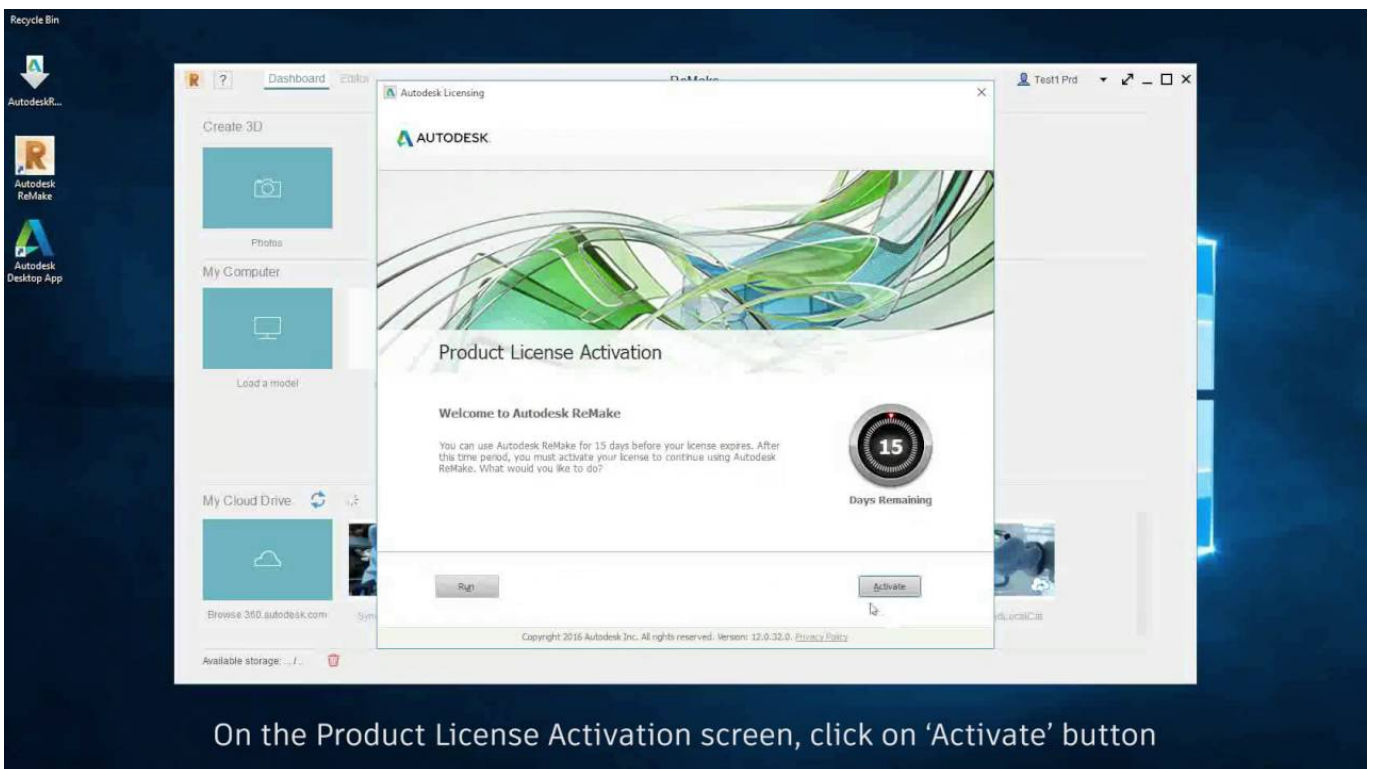 Recycle Bin
AutodeskR...
Autodesk
ReMake
Autodesk
Desktop App
R ? Dashboard Editor ReMake Test1 Prd
Create 3D
Photos
My Computer
Load a model
My Cloud Drive
Browse 360.autodesk.com
Available storage: .../...
Autodesk Licensing
AUTODESK
Product License Activation
Welcome to Autodesk ReMake
You can use Autodesk ReMake for 15 days before your license expires. After
this time period, you must activate your license to continue using Autodesk
ReMake. What would you like to do?
15
Days Remaining
Run
Activate
Copyright 2016 Autodesk Inc. All rights reserved. Version: 12.0.32.0. Privacy Policy
On the Product License Activation screen, click on ‘Activate’ button